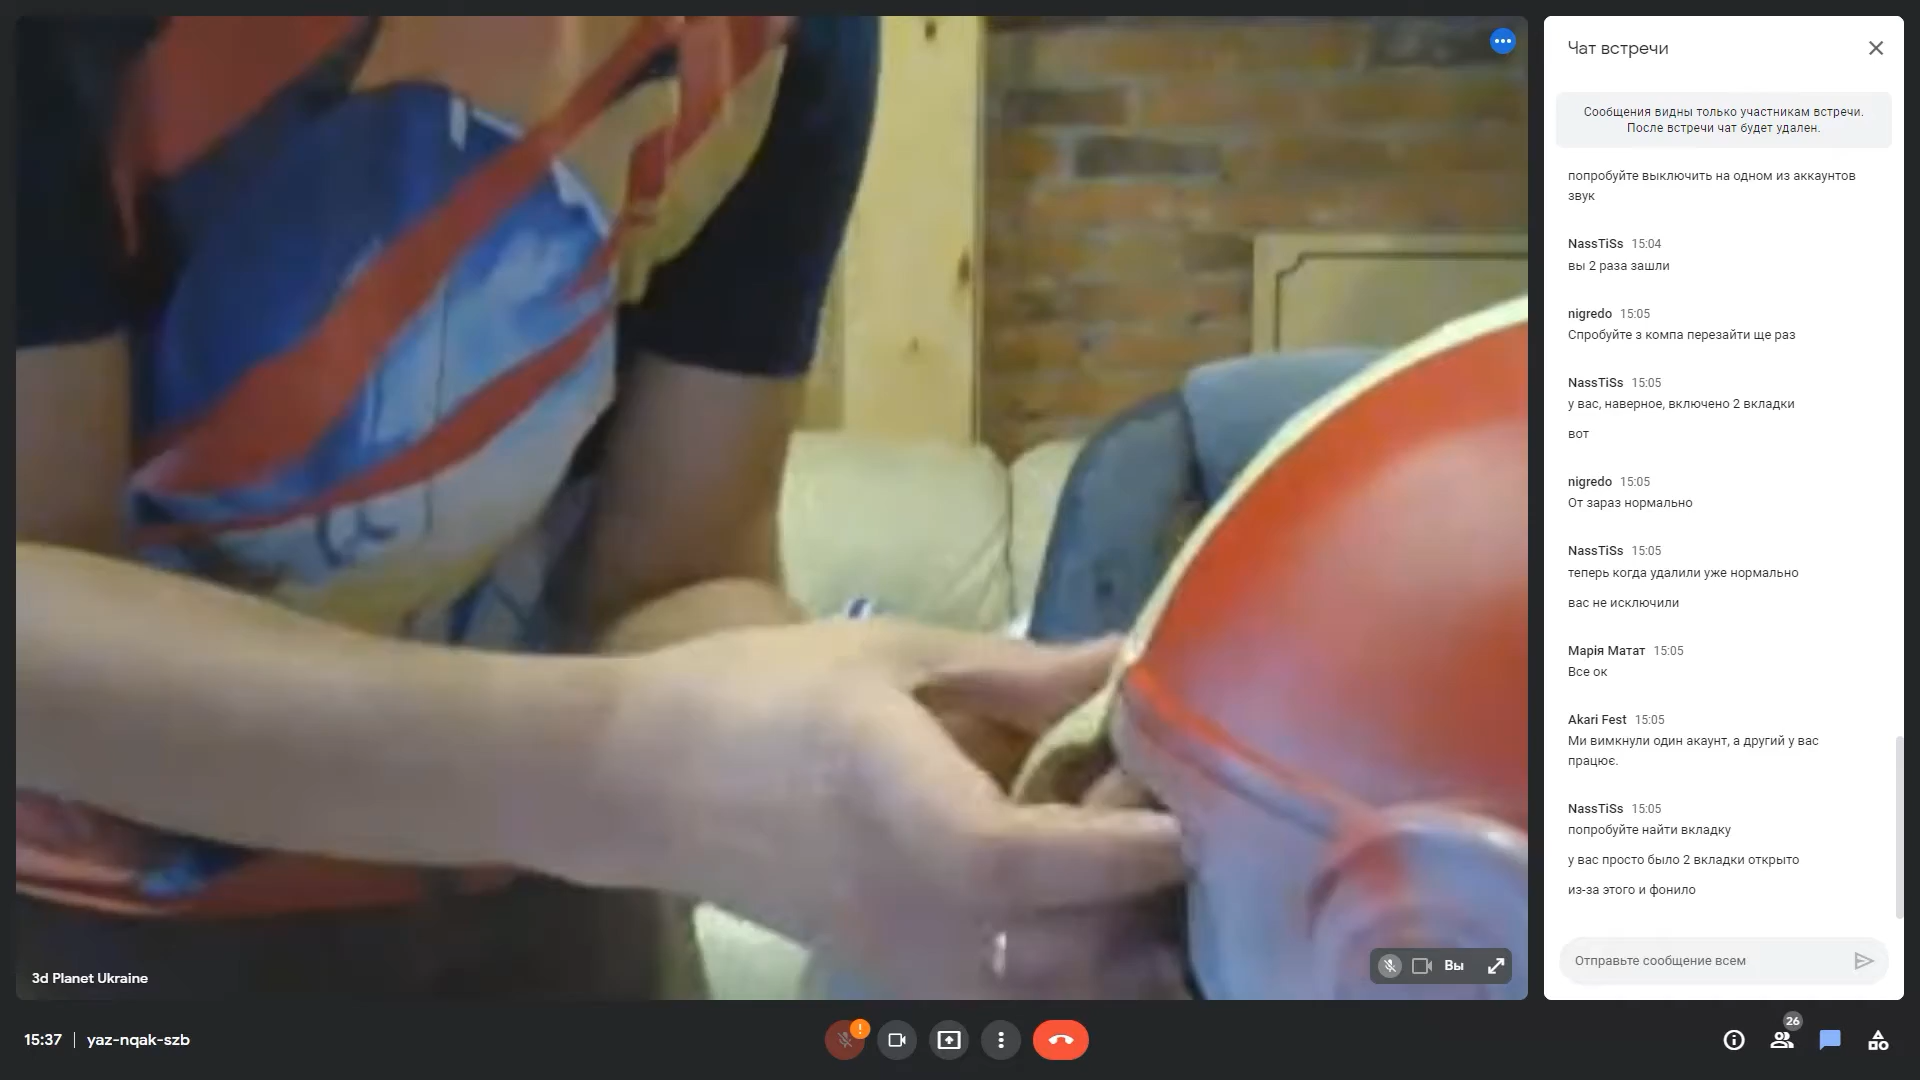 Чат встречи
Сообщения видны только участникам встречи.
После встречи чат будет удален.
попробуйте выключить на одном из аккаунтов
звук
NassTiSs 15:04
вы 2 раза зашли
nigredo 15:05
Спробуйте з компа перезайти ще раз
NassTiSs 15:05
у вас, наверное, включено 2 вкладки
вот
nigredo 15:05
От зараз нормально
NassTiSs 15:05
теперь когда удалили уже нормально
вас не исключили
Марія Матат 15:05
Все ок
Akari Fest 15:05
Ми вимкнули один акаунт, а другий у вас
працює.
NassTiSs 15:05
попробуйте найти вкладку
у вас просто было 2 вкладки открыто
из-за этого и фонило
Отправьте сообщение всем
Вы
3d Planet Ukraine
15:37 | yaz-nqak-szb
26